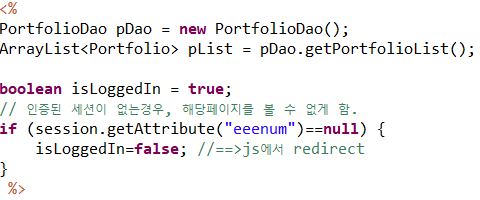 <%
PortfolioDao pDao = new PortfolioDao();
ArrayList<Portfolio> pList = pDao.getPortfolioList();
boolean isLoggedIn = true;
// 인증된 세션이 없는경우, 해당페이지를 볼 수 없게 함.
if (session.getAttribute("eeenum")==null) {
isLoggedIn=false; //==>js에서 redirect
}
%>